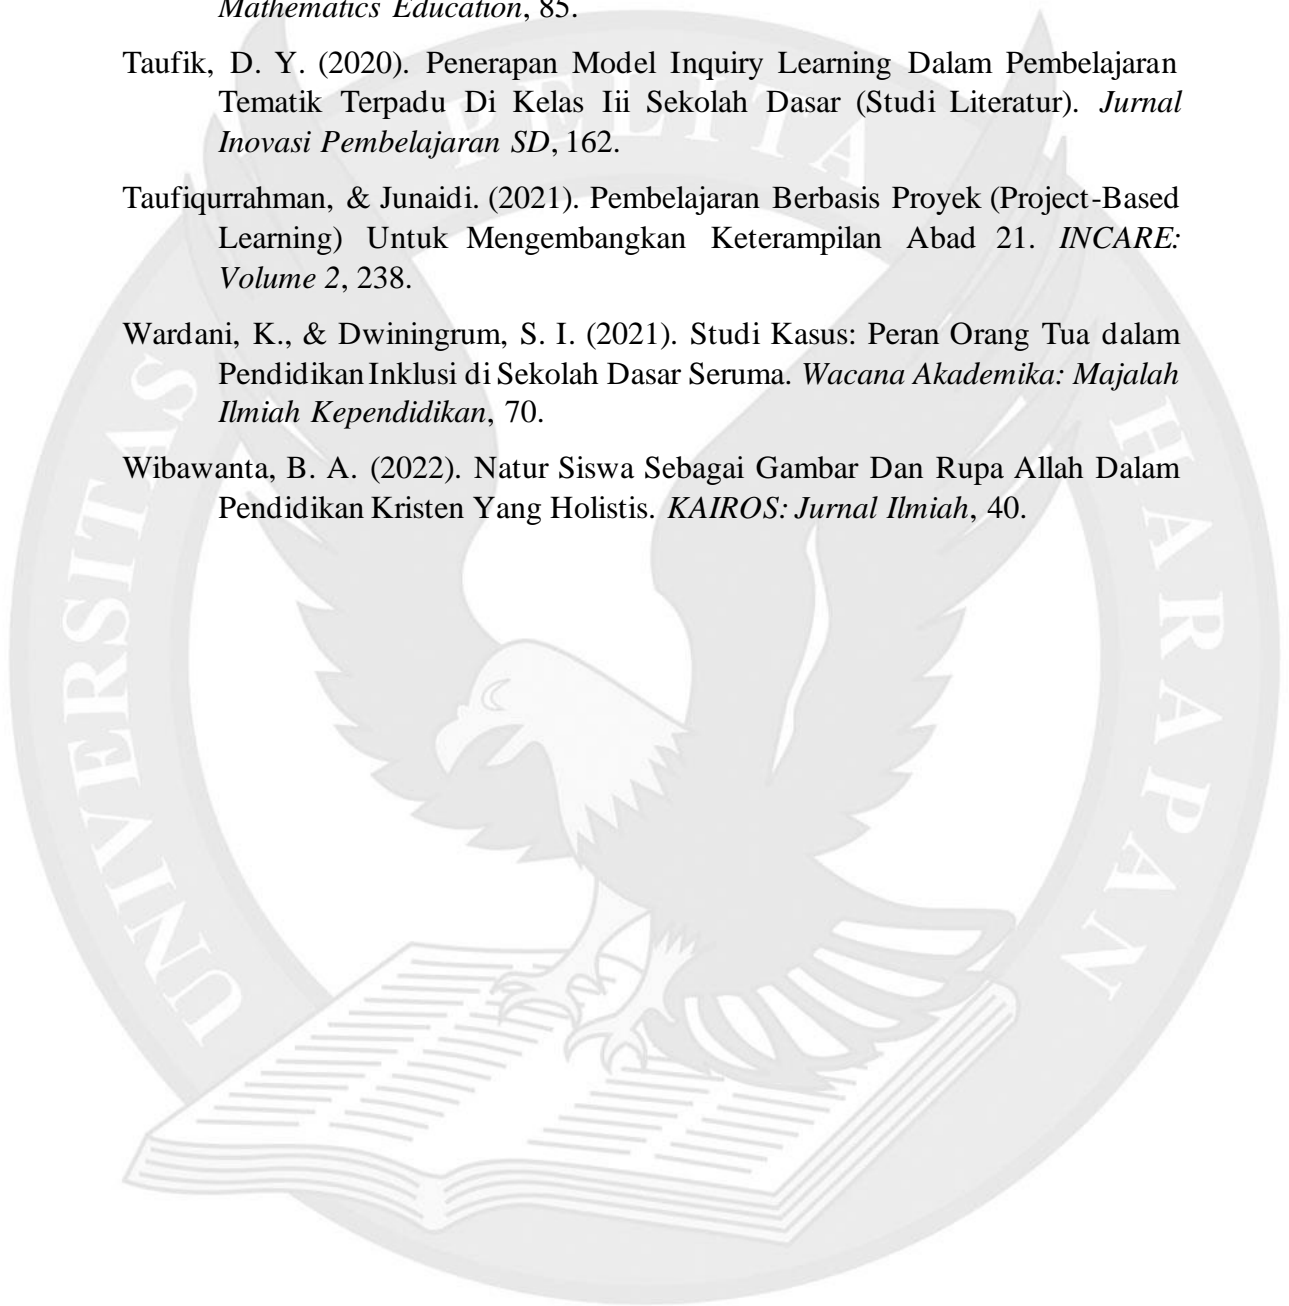 Mathematics Education, 85.
Taufik, D. Y. (2020). Penerapan Model Inquiry Learning Dalam Pembelajaran
Tematik Terpadu Di Kelas Iii Sekolah Dasar (Studi Literatur). Jurnal
Inovasi Pembelajaran SD, 162.
Taufiqurrahman, & Junaidi. (2021). Pembelajaran Berbasis Proyek (Project-Based
Learning) Untuk Mengembangkan Keterampilan Abad 21. INCARE:
Volume 2, 238.
Wardani, K., & Dwiningrum, S. I. (2021). Studi Kasus: Peran Orang Tua dalam
Pendidikan Inklusi di Sekolah Dasar Seruma. Wacana Akademika: Majalah
Ilmiah Kependidikan, 70.
Wibawanta, B. A. (2022). Natur Siswa Sebagai Gambar Dan Rupa Allah Dalam
Pendidikan Kristen Yang Holistis. KAIROS: Jurnal Ilmiah, 40.
UNIVERSITAS PELITA HARAPAN